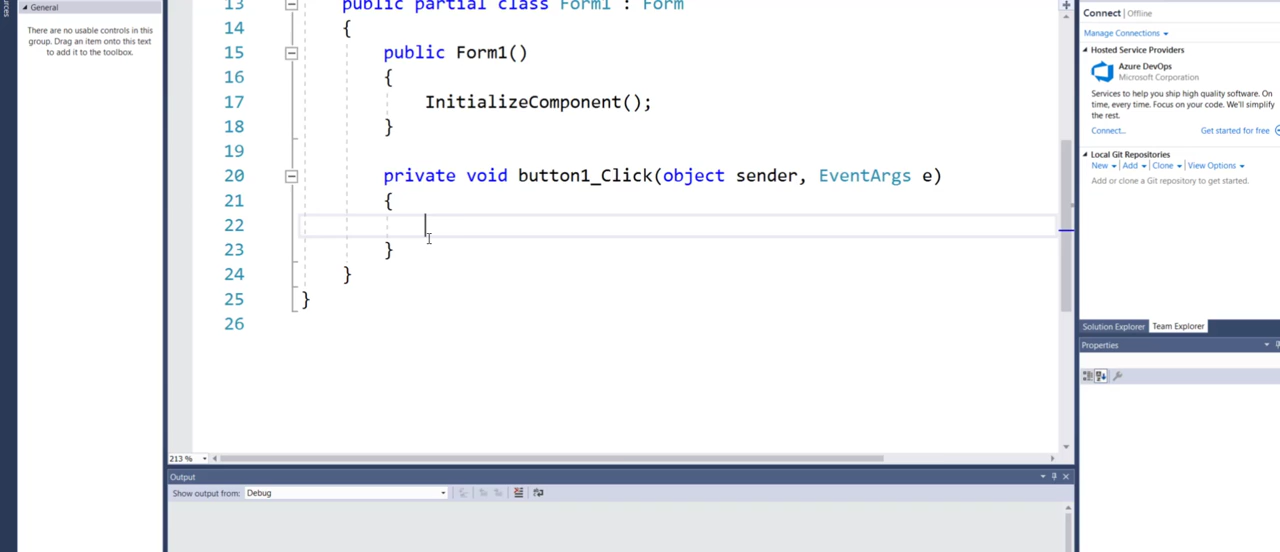 General
There are no usable controls in this
group. Drag an item onto this text
to add it to the toolbox.
13 public partial class Form1 : Form
14 {
15 public Form1()
16 {
17 InitializeComponent();
18 }
19
20 private void button1_Click(object sender, EventArgs e)
21 {
22
23 }
24 }
25 }
26
213 %
Output
Show output from: Debug
Connect | Offline
Manage Connections
Hosted Service Providers
Azure DevOps
Microsoft Corporation
Services to help you ship high quality software. On
time, every time. Focus on your code. We'll simplify
the rest.
Connect... Get started for free
Local Git Repositories
New Add Clone View Options
Add or clone a Git repository to get started.
Solution Explorer Team Explorer
Properties